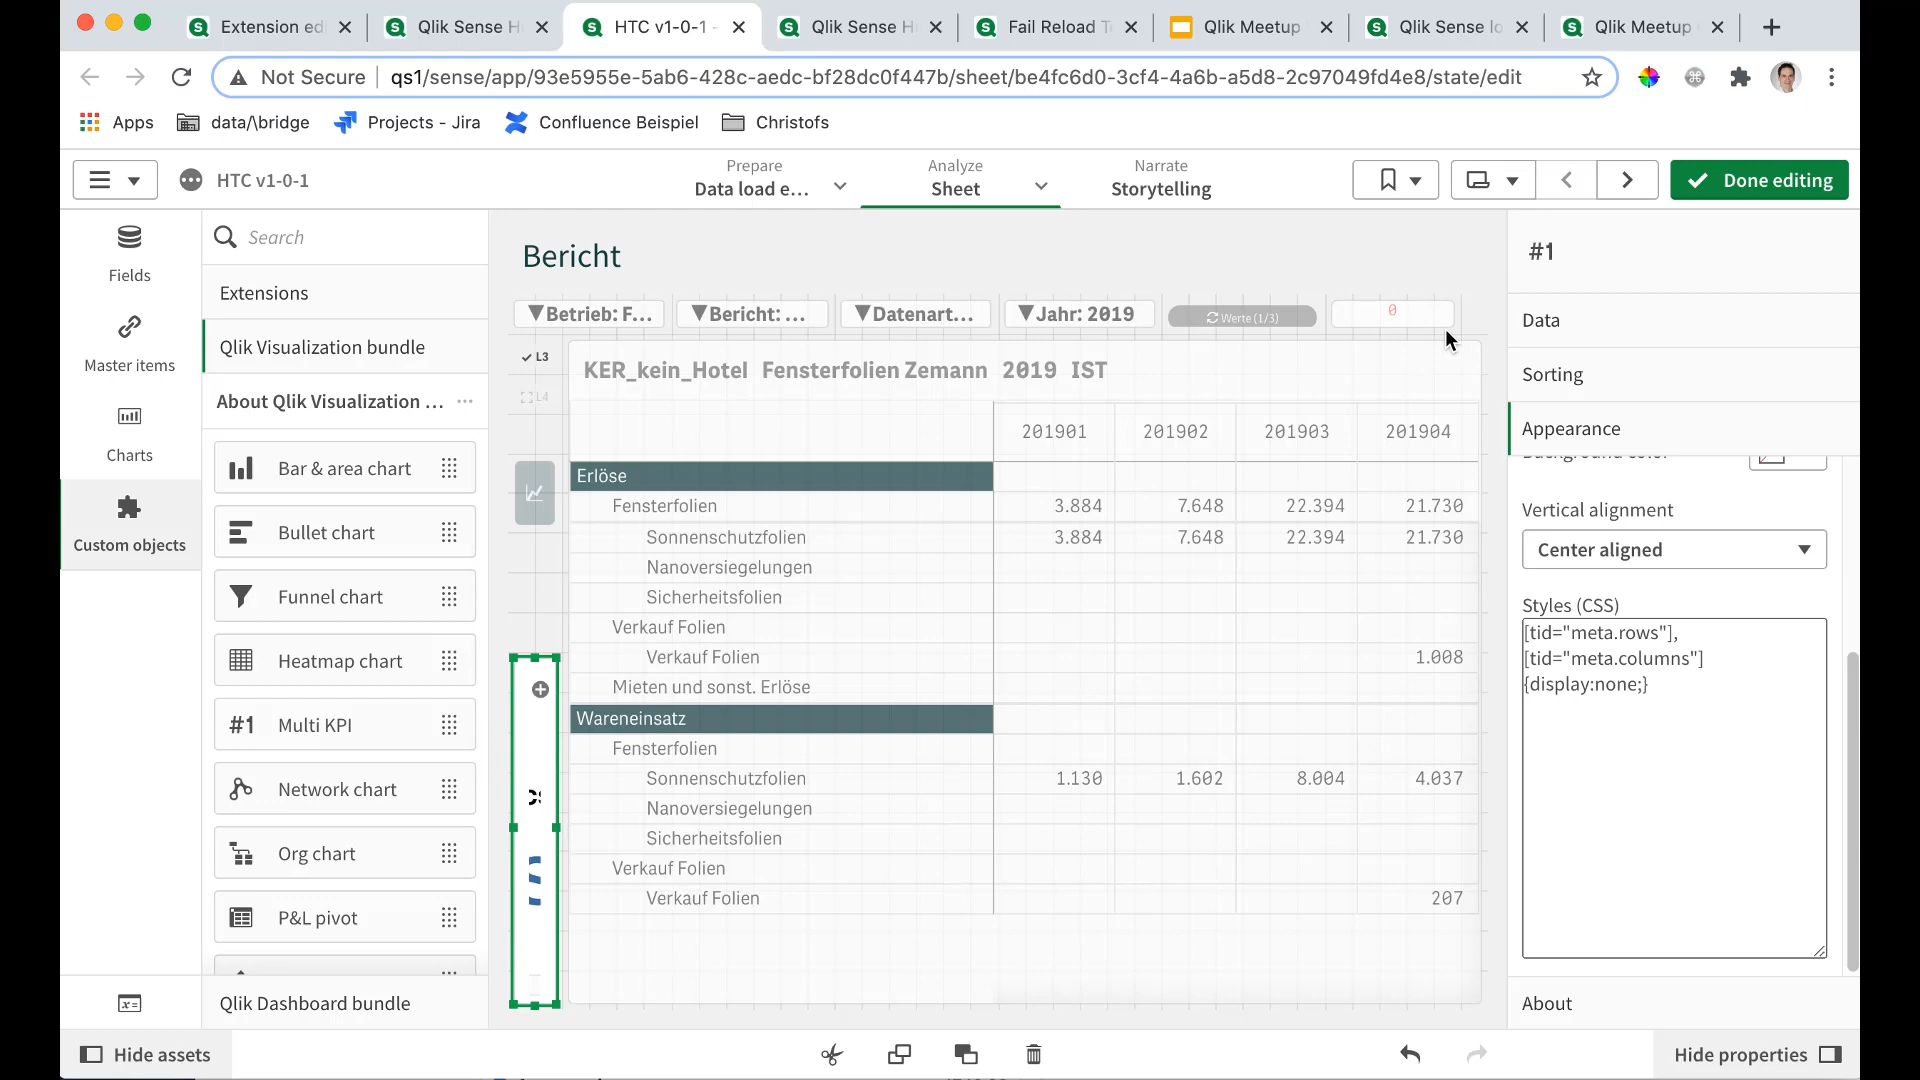 Extension ed
Qlik Sense H
HTC v1-0-1 -
Qlik Sense H
Fail Reload T
Qlik Meetup
Qlik Sense lo
Qlik Meetup
Not Secure
qs1/sense/app/93e5955e-5ab6-428c-aedc-bf28dc0f447b/sheet/be4fc6d0-3cf4-4a6b-a5d8-2c97049fd4e8/state/edit
Apps
data/\bridge
Projects - Jira
Confluence Beispiel
Christofs
HTC v1-0-1
Prepare
Data load e...
Analyze
Sheet
Narrate
Storytelling
Done editing
Fields
Master items
Charts
Custom objects
Search
Extensions
Qlik Visualization bundle
About Qlik Visualization ...
Bar & area chart
Bullet chart
Funnel chart
Heatmap chart
#1 Multi KPI
Network chart
Org chart
P&L pivot
Qlik Dashboard bundle
Bericht
Betrieb: F...
Bericht: ...
Datenart...
Jahr: 2019
Werte (1/3)
0
L3
L4
KER_kein_Hotel Fensterfolien Zemann 2019 IST
201901 201902 201903 201904
Erlöse
Fensterfolien 3.884 7.648 22.394 21.730
Sonnenschutzfolien 3.884 7.648 22.394 21.730
Nanoversiegelungen
Sicherheitsfolien
Verkauf Folien
Verkauf Folien 1.008
Mieten und sonst. Erlöse
Wareneinsatz
Fensterfolien
Sonnenschutzfolien 1.130 1.602 8.004 4.037
Nanoversiegelungen
Sicherheitsfolien
Verkauf Folien
Verkauf Folien 207
#1
Data
Sorting
Appearance
Background color
Vertical alignment
Center aligned
Styles (CSS)
[tid="meta.rows"],
[tid="meta.columns"]
{display:none;}
About
Hide assets
Hide properties